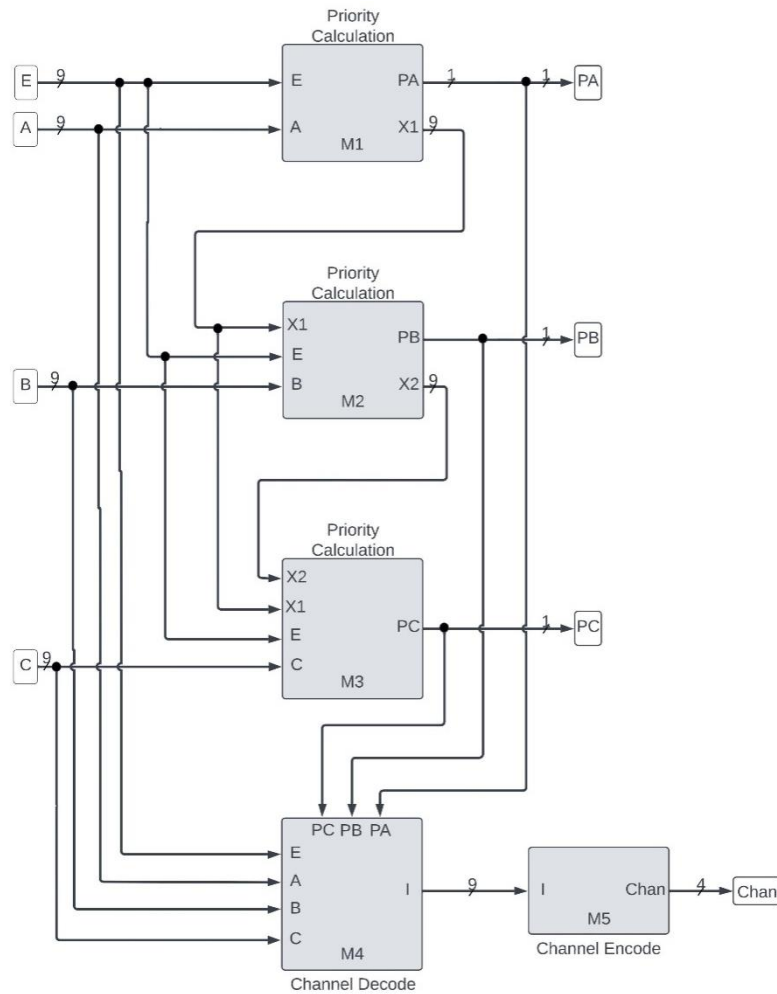 Priority
Calculation
E 9 E PA 1 1 PA
A 9 A X1 9
M1
Priority
Calculation
X1 PB 1 PB
E
B 9 B X2 9
M2
Priority
Calculation
X2
X1 PC 1 PC
E
C 9 C
M3
PC PB PA
E
A I 9 I Chan 4 Chan
B M5
C
M4 Channel Encode
Channel Decode